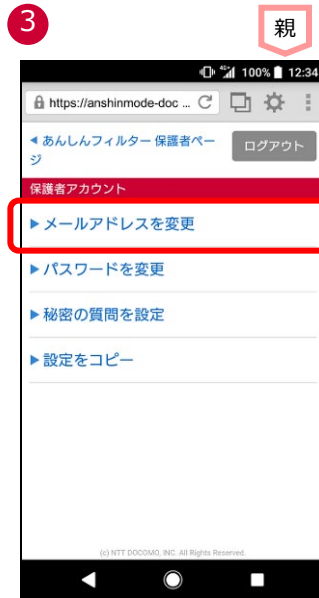 3
親
4G+ 100% 12:34
https://anshinmode-doc ...
◀ あんしんフィルター 保護者ペー
ジ
ログアウト
保護者アカウント
▶メールアドレスを変更
▶パスワードを変更
▶秘密の質問を設定
▶設定をコピー
(c) NTT DOCOMO, INC. All Rights Reserved.